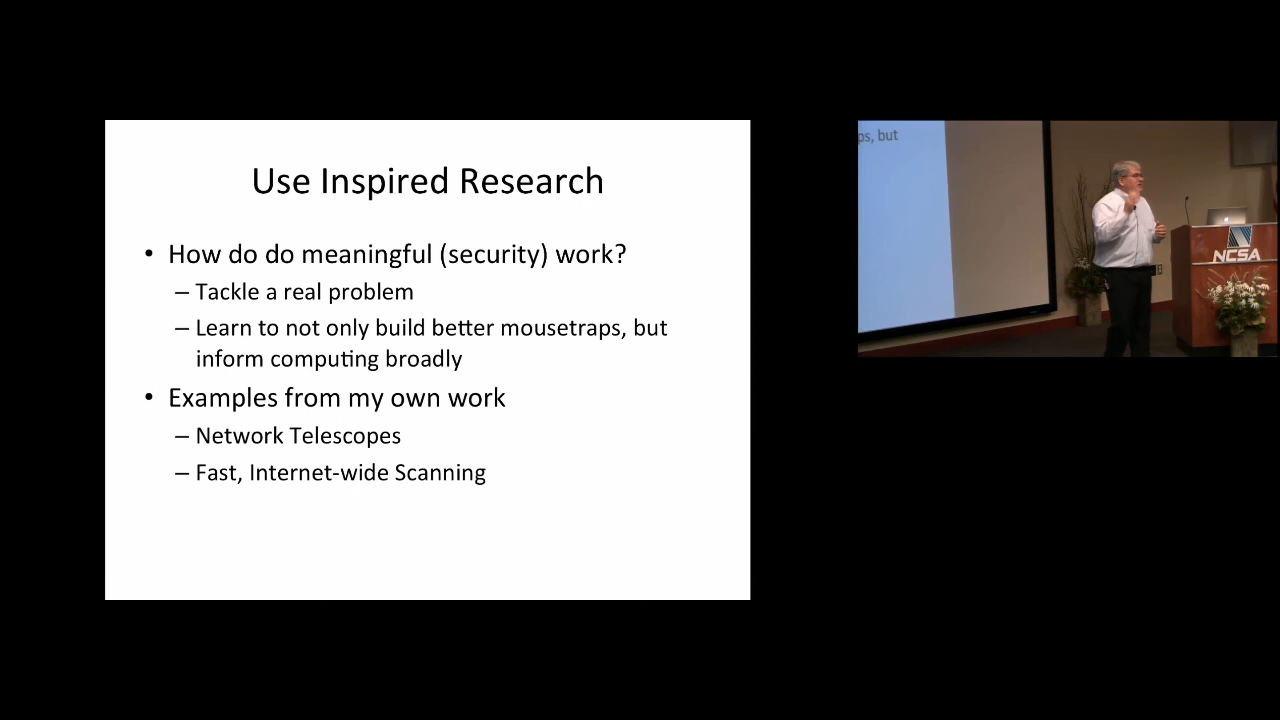 Use Inspired Research
• How do do meaningful (security) work?
– Tackle a real problem
– Learn to not only build better mousetraps, but
inform computing broadly
• Examples from my own work
– Network Telescopes
– Fast, Internet-wide Scanning
ps, but
NCSA